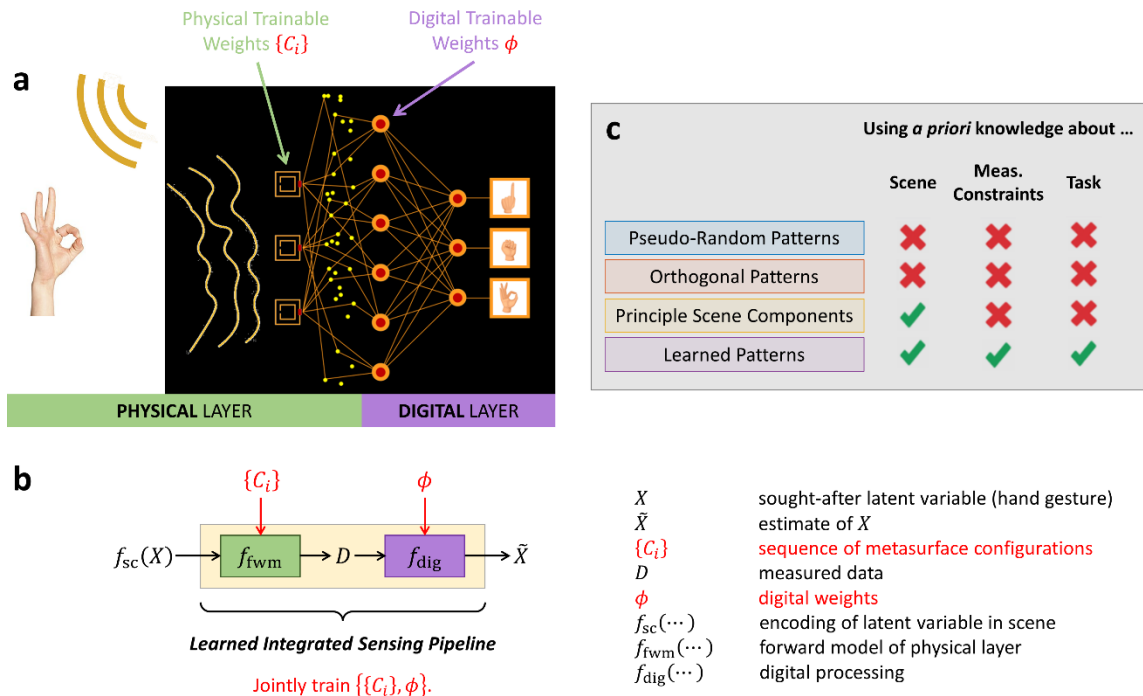 Physical Trainable
Weights {C_i}
Digital Trainable
Weights ϕ
a
PHYSICAL LAYER
DIGITAL LAYER
c
Using a priori knowledge about ...
Scene
Meas.
Constraints
Task
Pseudo-Random Patterns
Orthogonal Patterns
Principle Scene Components
Learned Patterns
b
{C_i}
ϕ
f_sc(X)
f_fwm
D
f_dig
X̃
Learned Integrated Sensing Pipeline
Jointly train {{C_i}, ϕ}.
X sought-after latent variable (hand gesture)
X̃ estimate of X
{C_i} sequence of metasurface configurations
D measured data
ϕ digital weights
f_sc(⋯) encoding of latent variable in scene
f_fwm(⋯) forward model of physical layer
f_dig(⋯) digital processing